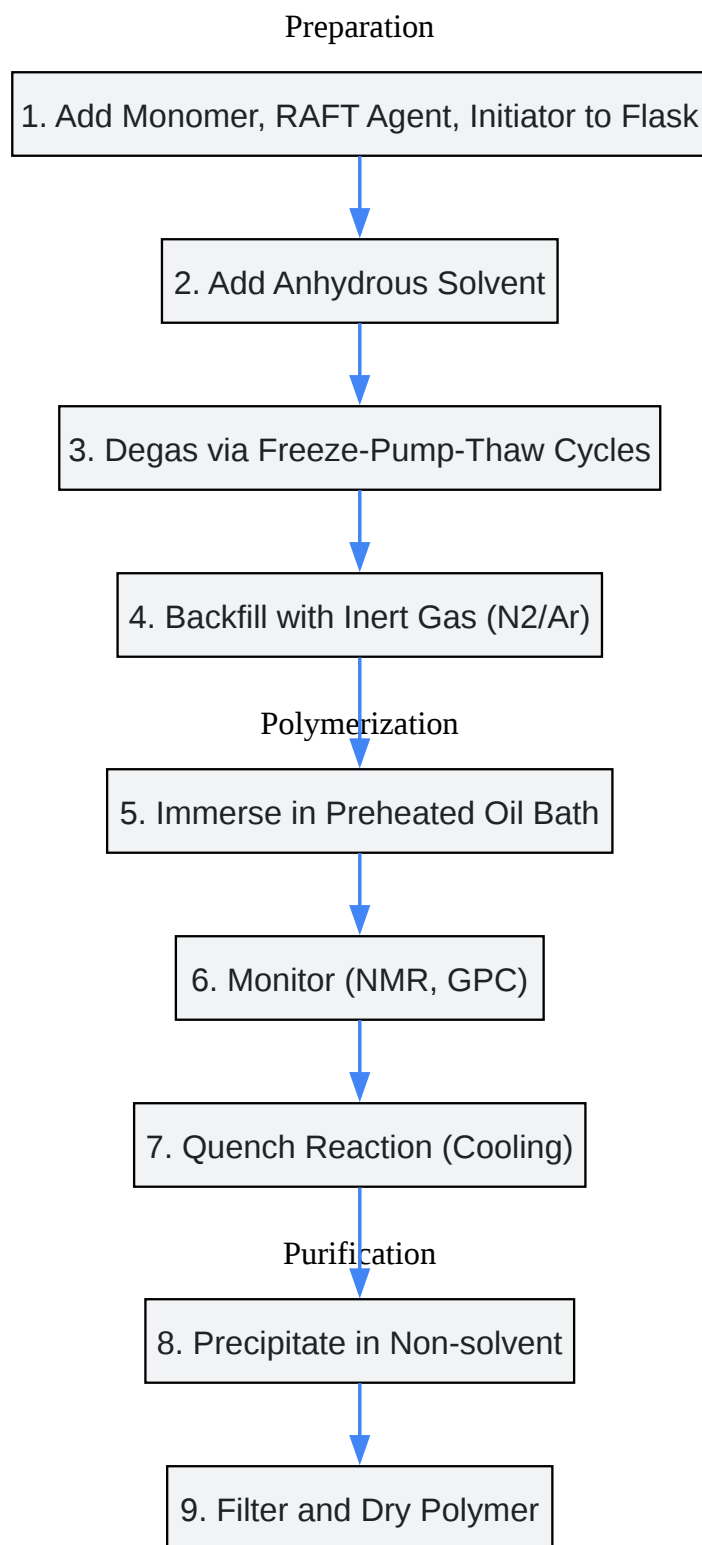 Preparation
1. Add Monomer, RAFT Agent, Initiator to Flask
2. Add Anhydrous Solvent
3. Degas via Freeze-Pump-Thaw Cycles
4. Backfill with Inert Gas (N2/Ar)
Polymerization
5. Immerse in Preheated Oil Bath
6. Monitor (NMR, GPC)
7. Quench Reaction (Cooling)
Purification
8. Precipitate in Non-solvent
9. Filter and Dry Polymer